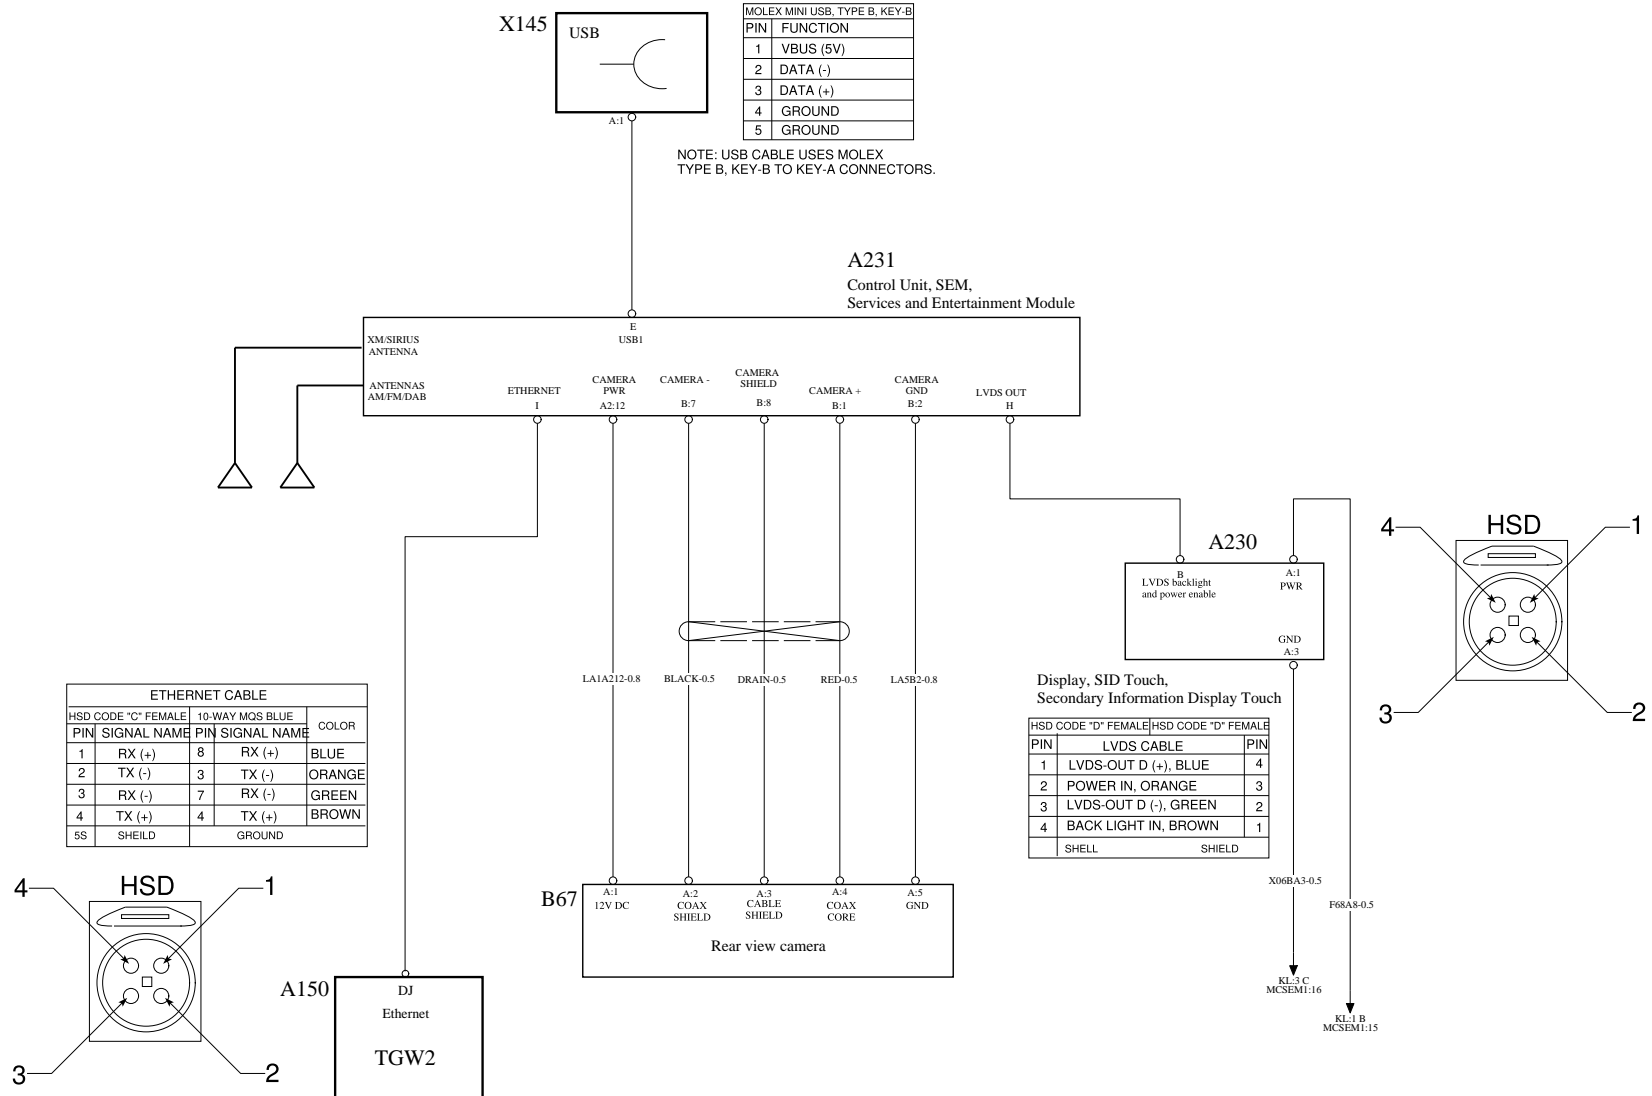 X145
USB
A:1
MOLEX MINI USB, TYPE B, KEY-B
PIN FUNCTION
1 VBUS (5V)
2 DATA (-)
3 DATA (+)
4 GROUND
5 GROUND
NOTE: USB CABLE USES MOLEX
TYPE B, KEY-B TO KEY-A CONNECTORS.
A231
Control Unit, SEM,
Services and Entertainment Module
E
USB1
XM/SIRIUS
ANTENNA
ANTENNAS
AM/FM/DAB
ETHERNET
I
CAMERA
PWR
A2:12
CAMERA -
B:7
CAMERA
SHIELD
B:8
CAMERA +
B:1
CAMERA
GND
B:2
LVDS OUT
H
A230
B
LVDS backlight
and power enable
A:1
PWR
GND
A:3
HSD
4
1
3
2
Display, SID Touch,
Secondary Information Display Touch
HSD CODE "D" FEMALE HSD CODE "D" FEMALE
PIN LVDS CABLE PIN
1 LVDS-OUT D (+), BLUE 4
2 POWER IN, ORANGE 3
3 LVDS-OUT D (-), GREEN 2
4 BACK LIGHT IN, BROWN 1
SHELL SHIELD
LA1A212-0.8
BLACK-0.5
DRAIN-0.5
RED-0.5
LA5B2-0.8
ETHERNET CABLE
HSD CODE "C" FEMALE 10-WAY MQS BLUE COLOR
PIN SIGNAL NAME PIN SIGNAL NAME
1 RX (+) 8 RX (+) BLUE
2 TX (-) 3 TX (-) ORANGE
3 RX (-) 7 RX (-) GREEN
4 TX (+) 4 TX (+) BROWN
5S SHEILD GROUND
HSD
4
1
3
2
B67
A:1
12V DC
A:2
COAX
SHIELD
A:3
CABLE
SHIELD
A:4
COAX
CORE
A:5
GND
Rear view camera
X06BA3-0.5
F68A8-0.5
KL:3 C
MCSEM1:16
KL:1 B
MCSEM1:15
A150
DJ
Ethernet
TGW2